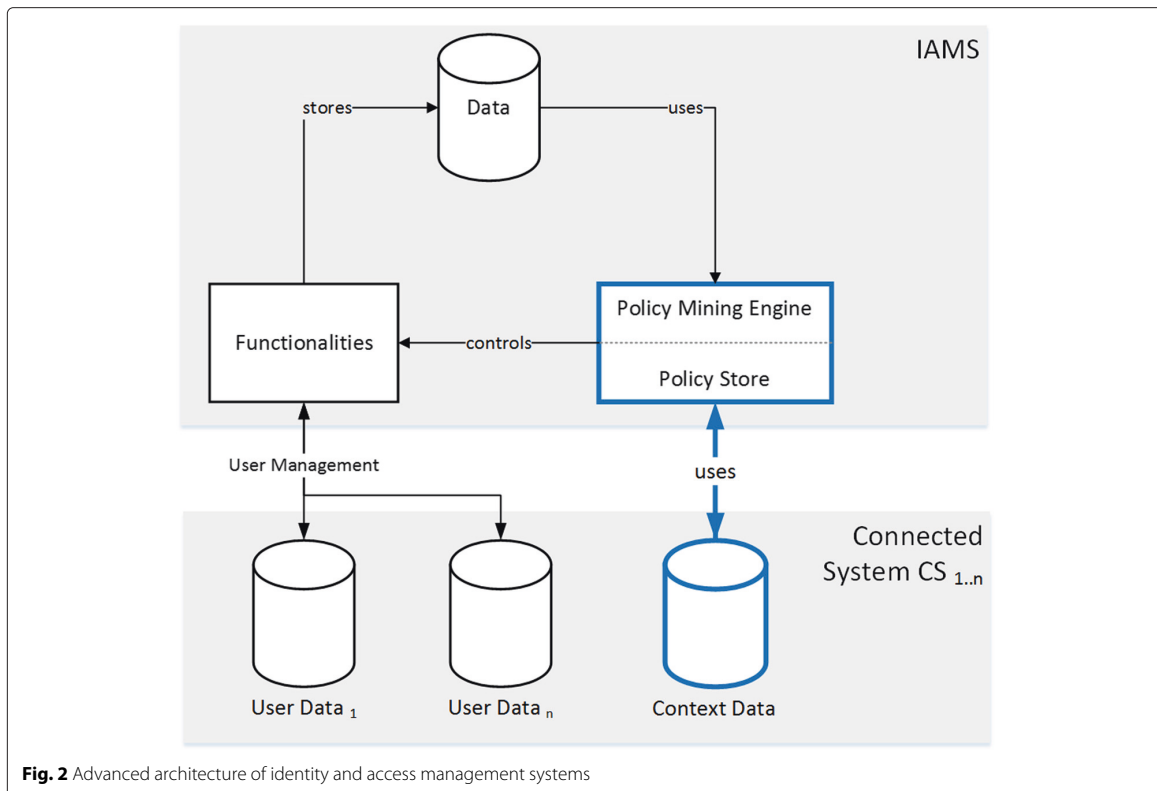 IAMS
Data
stores
uses
Policy Mining Engine
Functionalities
controls
Policy Store
User Management
uses
Connected
System CS 1..n
User Data 1
User Data n
Context Data
Fig. 2 Advanced architecture of identity and access management systems